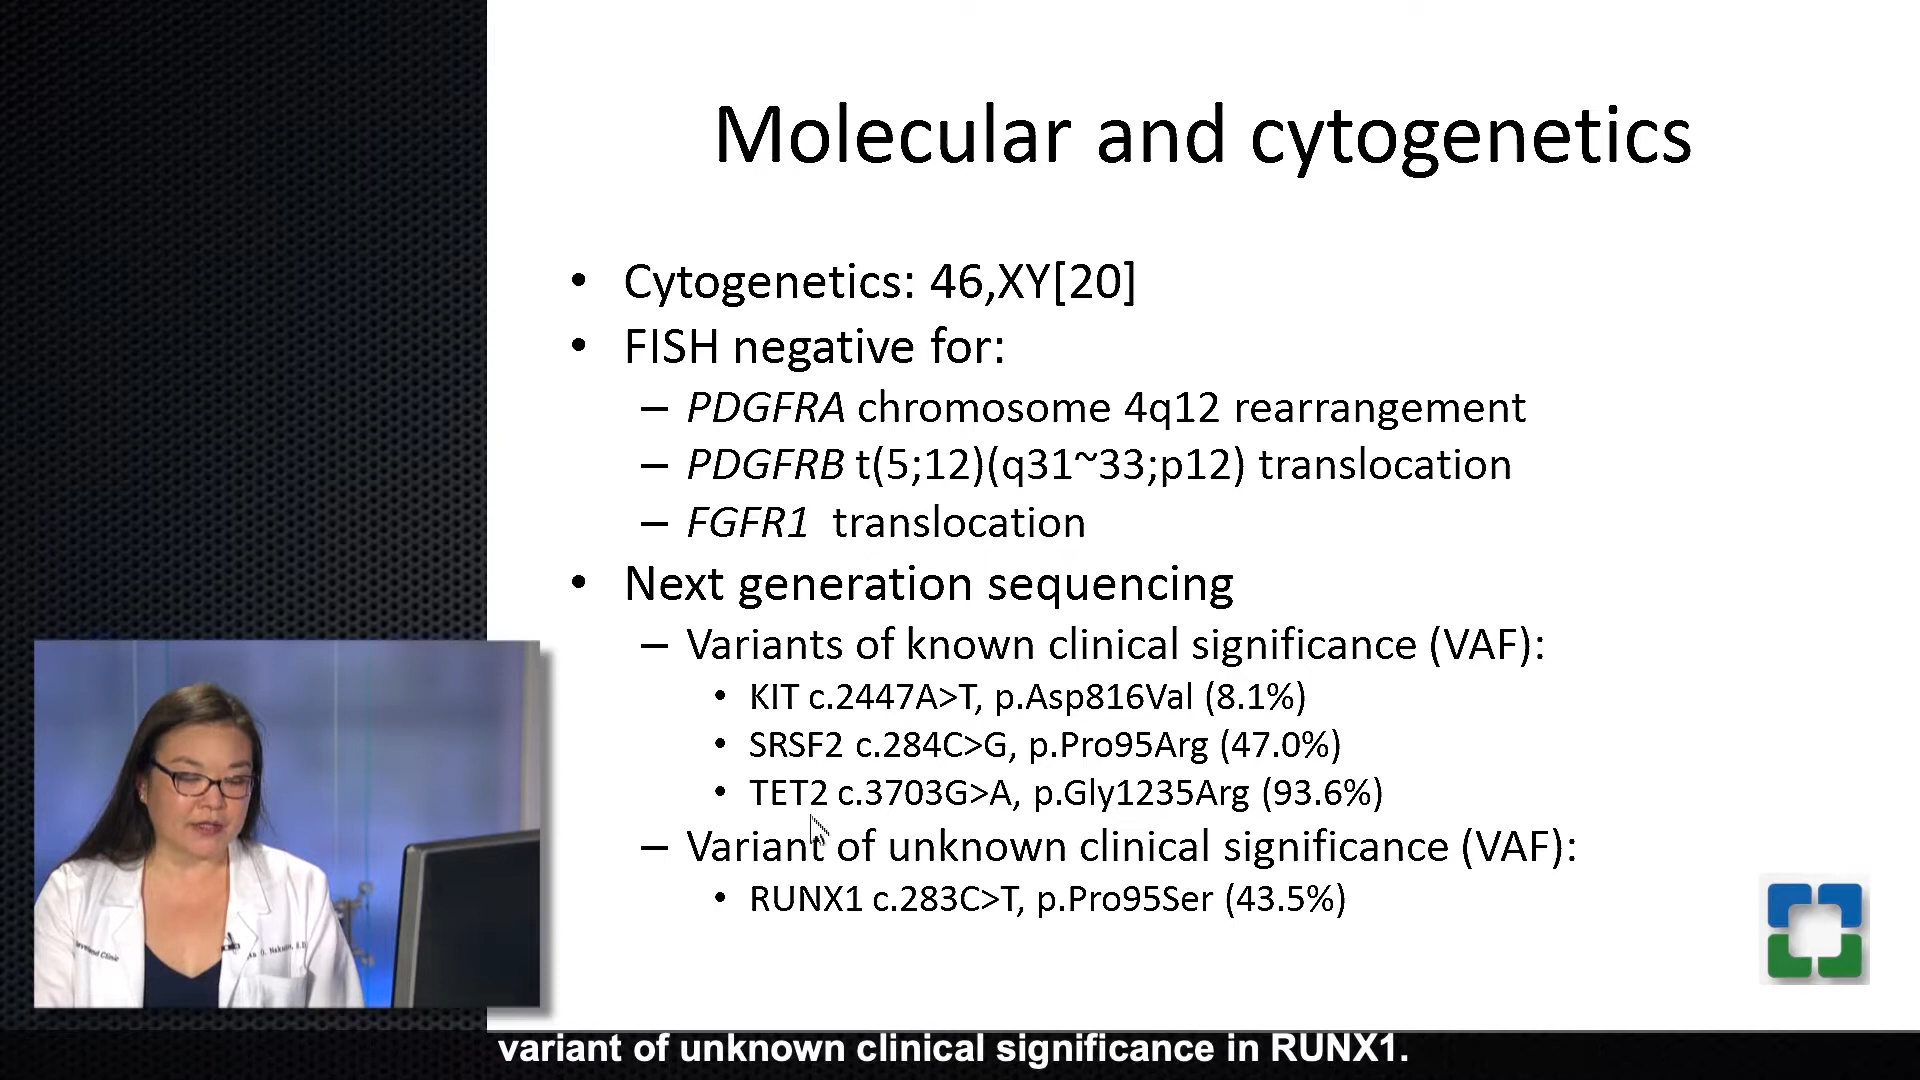 Molecular and cytogenetics
• Cytogenetics: 46,XY[20]
• FISH negative for:
– PDGFRA chromosome 4q12 rearrangement
– PDGFRB t(5;12)(q31~33;p12) translocation
– FGFR1 translocation
• Next generation sequencing
– Variants of known clinical significance (VAF):
• KIT c.2447A>T, p.Asp816Val (8.1%)
• SRSF2 c.284C>G, p.Pro95Arg (47.0%)
• TET2 c.3703G>A, p.Gly1235Arg (93.6%)
– Variant of unknown clinical significance (VAF):
• RUNX1 c.283C>T, p.Pro95Ser (43.5%)
Clinic
variant of unknown clinical significance in RUNX1.